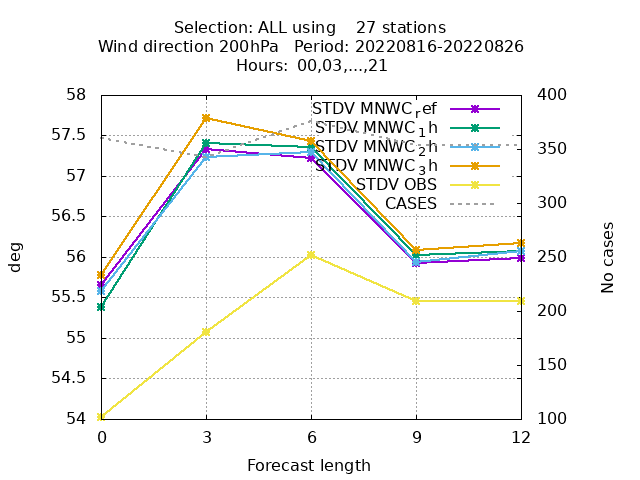 Selection: ALL using    27 stations
Wind direction 200hPa   Period: 20220816-20220826
Hours: 00,03,...,21
58
57.5
57
56.5
56
55.5
55
54.5
54
deg
400
350
300
250
200
150
100
No cases
STDV MNWC_ref
STDV MNWC_1h
STDV MNWC_2h
STDV MNWC_3h
STDV OBS
CASES
0
3
6
9
12
Forecast length